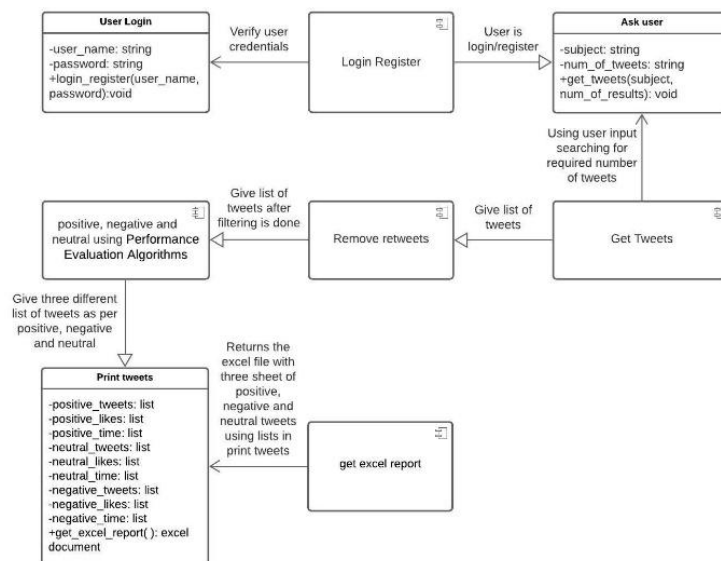 User Login
-user_name: string
-password: string
+login_register(user_name,
password):void
Verify user
credentials
Login Register
User is
login/register
Ask user
-subject: string
-num_of_tweets: string
+get_tweets(subject,
num_of_results): void
Using user input
searching for
required number
of tweets
positive, negative and
neutral using Performance
Evaluation Algorithms
Give list of
tweets after
filtering is done
Remove retweets
Give list of
tweets
Get Tweets
Give three different
list of tweets as per
positive, negative
and neutral
Print tweets
-positive_tweets: list
-positive_likes: list
-positive_time: list
-neutral_tweets: list
-neutral_likes: list
-neutral_time: list
-negative_tweets: list
-negative_likes: list
-negative_time: list
+get_excel_report( ): excel
document
Returns the
excel file with
three sheet of
positive,
negative and
neutral tweets
using lists in
print tweets
get excel report